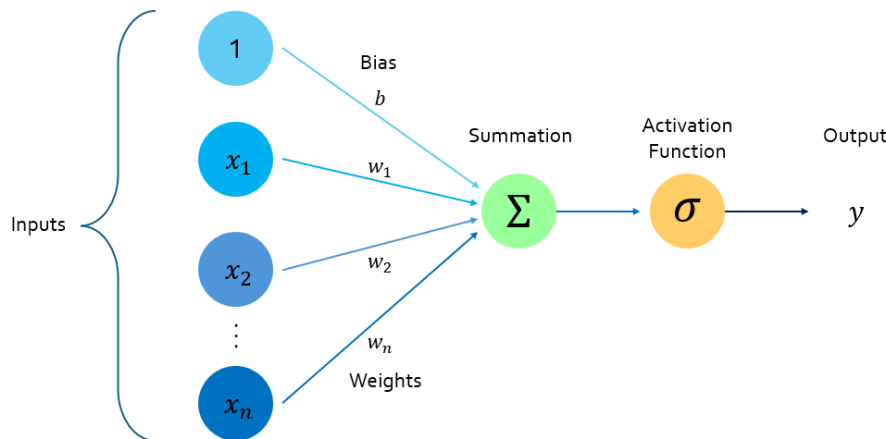 Inputs
1
x₁
x₂
⋮
xₙ
Bias
b
w₁
w₂
wₙ
Weights
Summation
Σ
Activation
Function
σ
Output
y